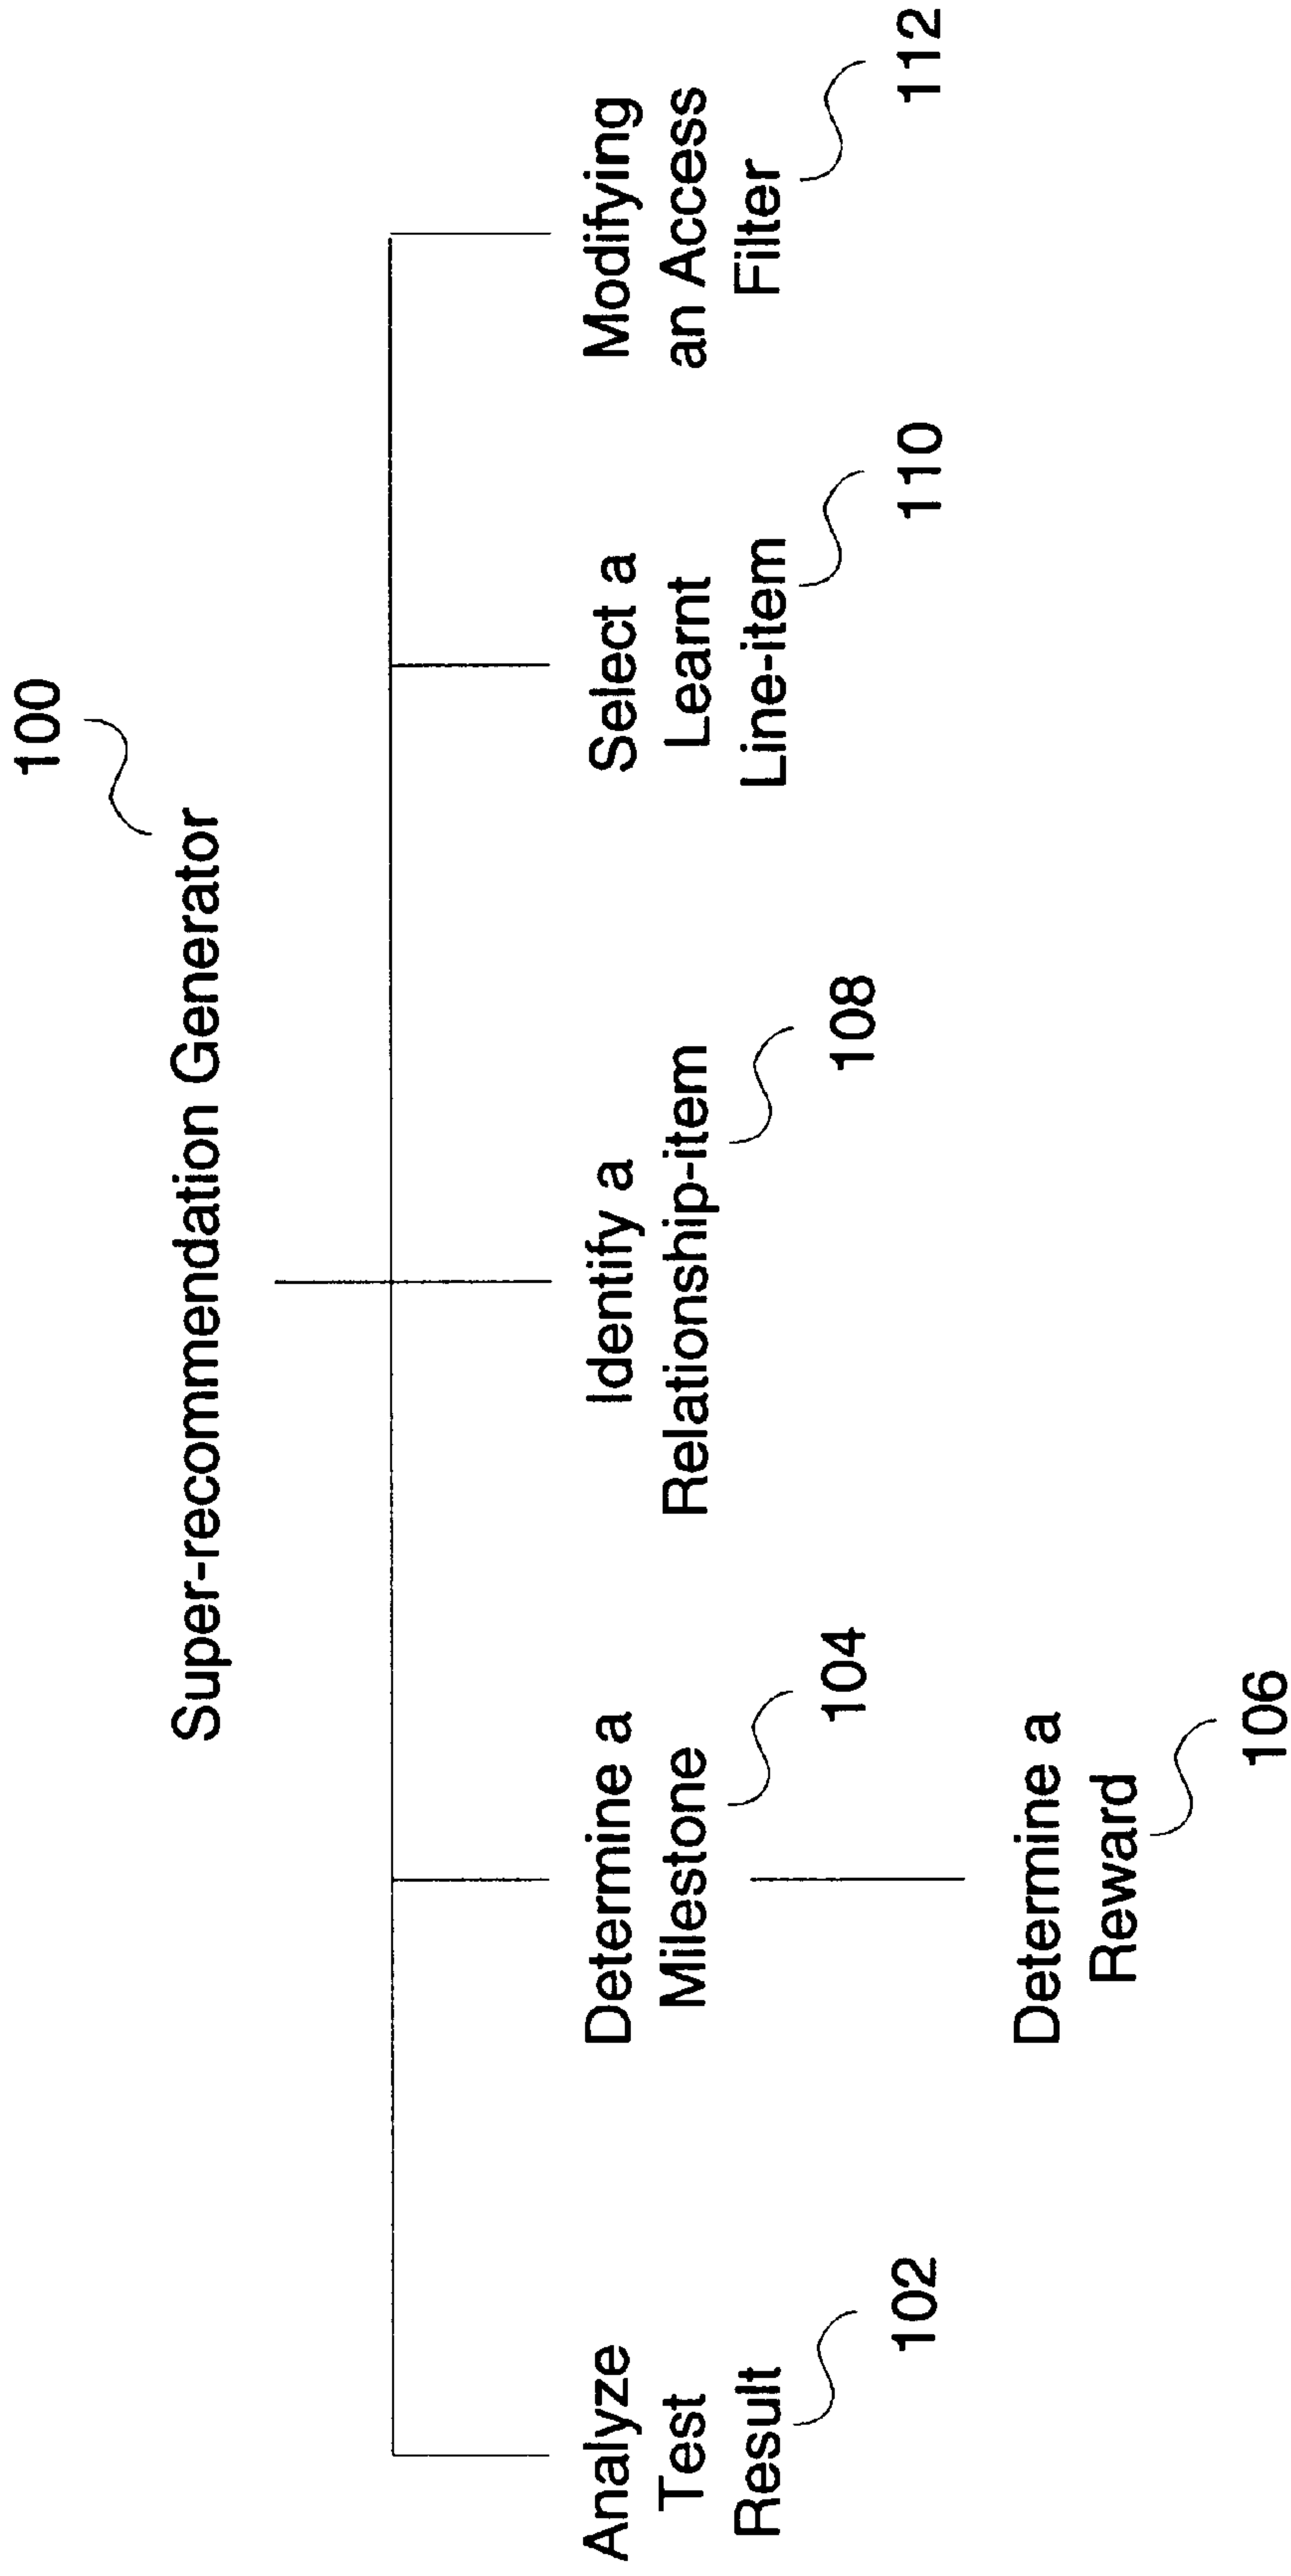 100
Super-recommendation Generator
Analyze
Test
Result
102
Determine a
Milestone
104
Determine a
Reward
106
Identify a
Relationship-item
108
Select a
Learnt
Line-item
110
Modifying
an Access
Filter
112